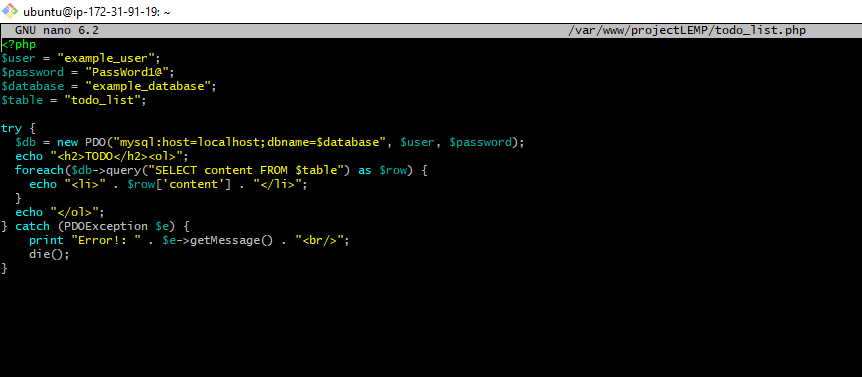 ubuntu@ip-172-31-91-19: ~
GNU nano 6.2 /var/www/projectLEMP/todo_list.php
<?php
$user = "example_user";
$password = "PassWord1@";
$database = "example_database";
$table = "todo_list";

try {
  $db = new PDO("mysql:host=localhost;dbname=$database", $user, $password);
  echo "<h2>TODO</h2><ol>";
  foreach($db->query("SELECT content FROM $table") as $row) {
    echo "<li>" . $row['content'] . "</li>";
  }
  echo "</ol>";
} catch (PDOException $e) {
    print "Error!: " . $e->getMessage() . "<br/>";
    die();
}